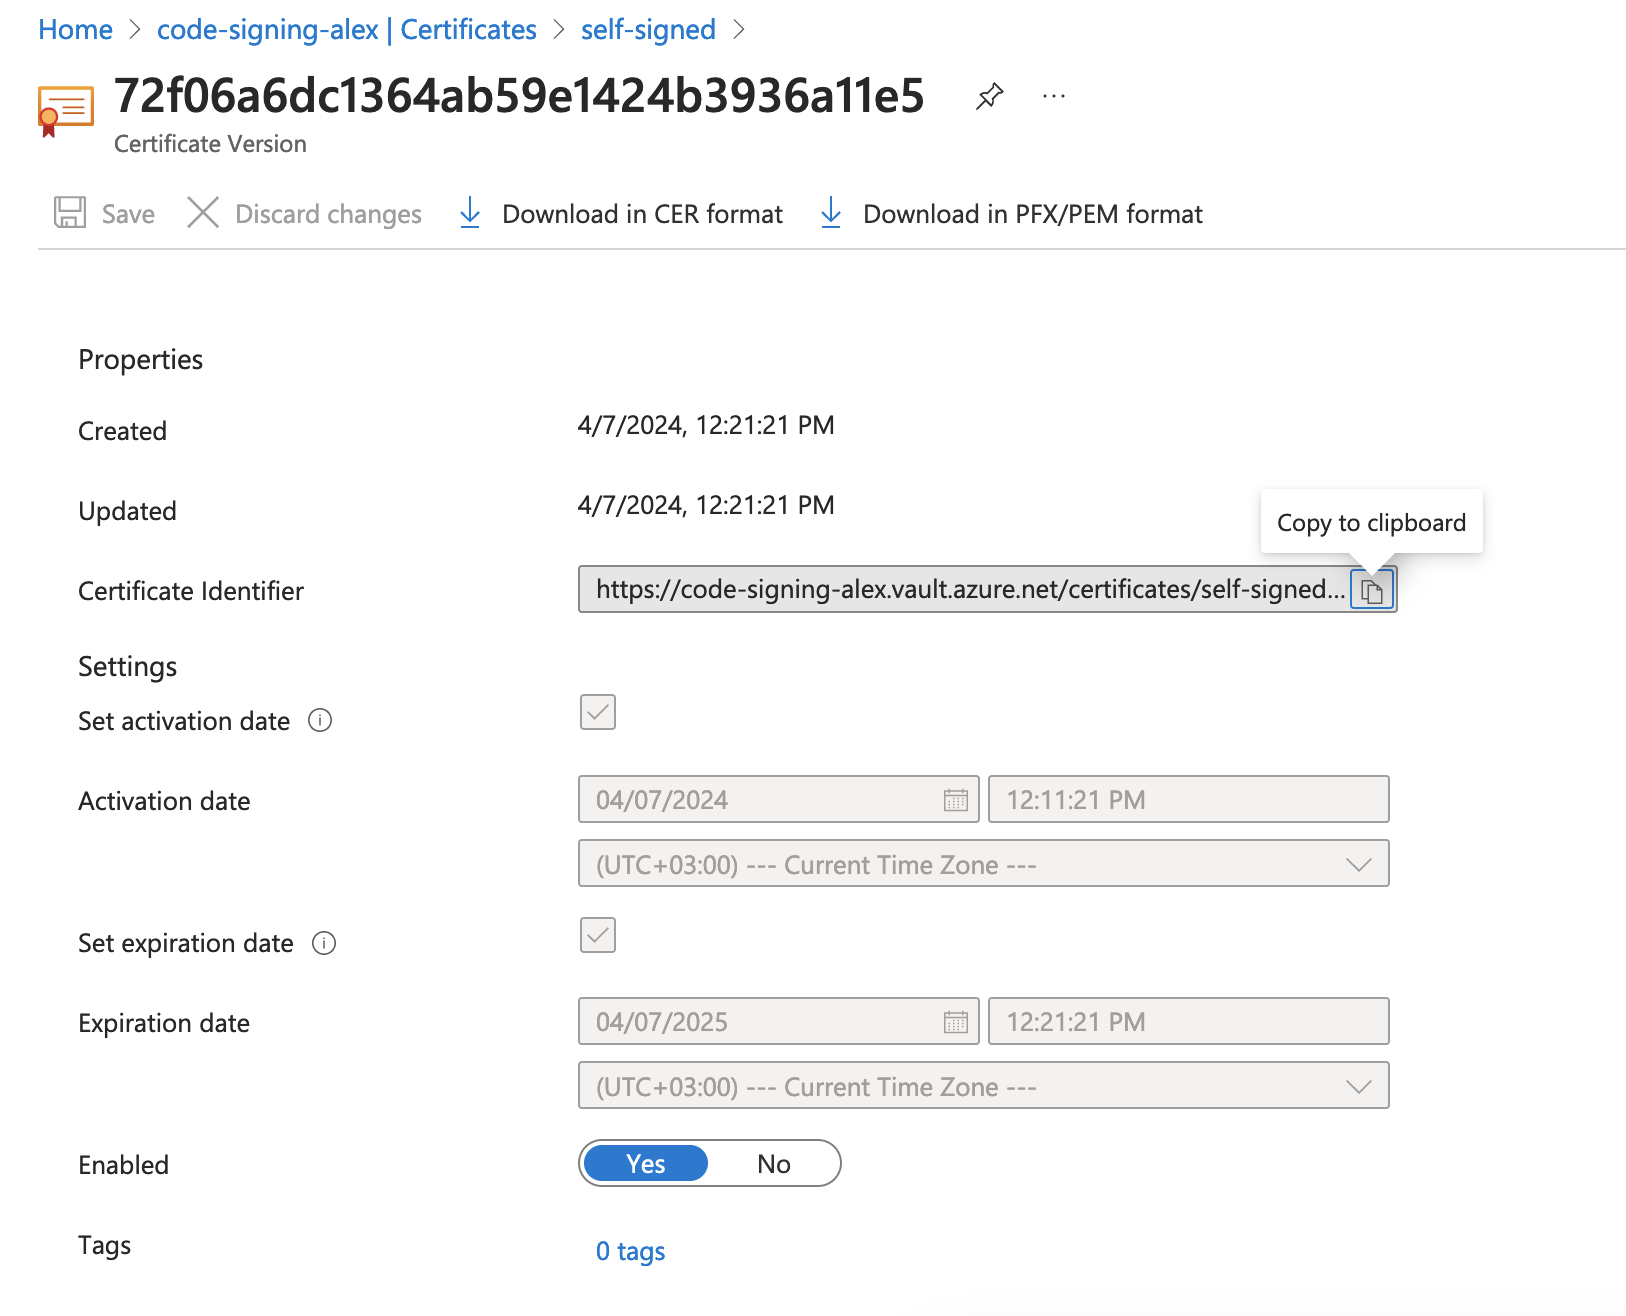 Home > code-signing-alex | Certificates > self-signed >
72f06a6dc1364ab59e1424b3936a11e5 ...
Certificate Version
Save Discard changes Download in CER format Download in PFX/PEM format
Properties
Created 4/7/2024, 12:21:21 PM
Updated 4/7/2024, 12:21:21 PM
Copy to clipboard
Certificate Identifier https://code-signing-alex.vault.azure.net/certificates/self-signed...
Settings
Set activation date
Activation date 04/07/2024 12:11:21 PM
(UTC+03:00) --- Current Time Zone ---
Set expiration date
Expiration date 04/07/2025 12:21:21 PM
(UTC+03:00) --- Current Time Zone ---
Enabled Yes No
Tags 0 tags